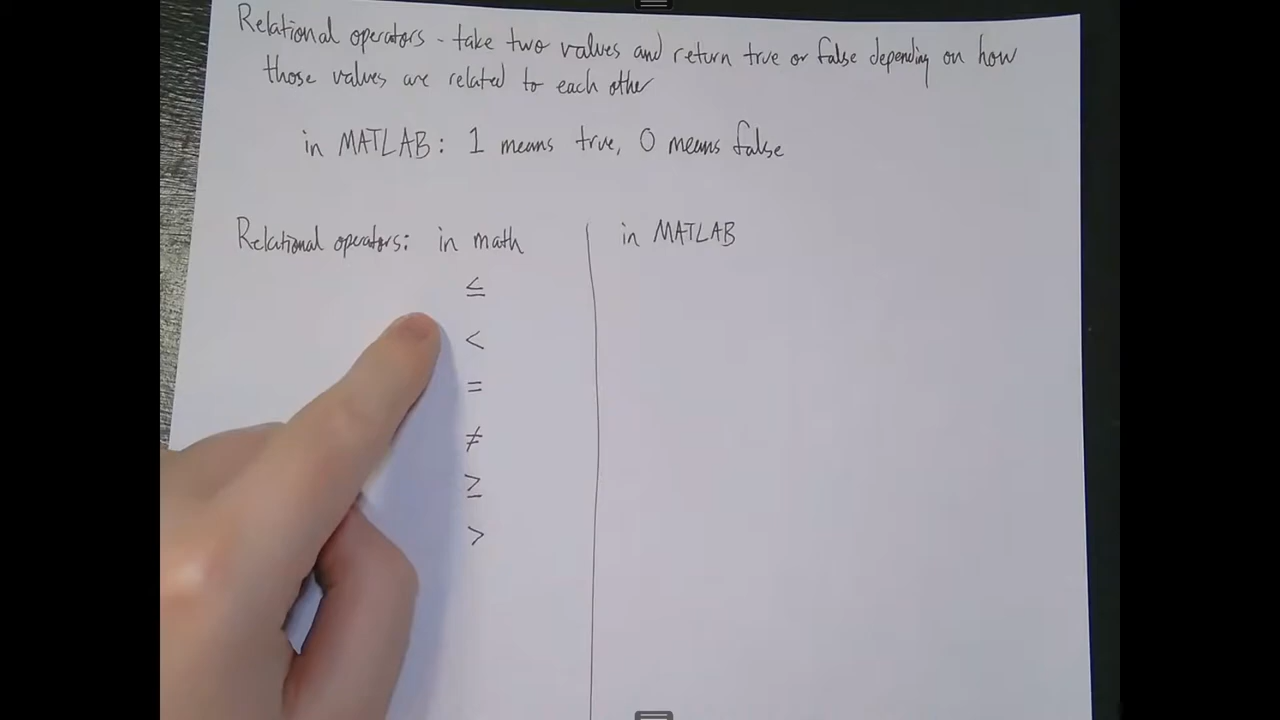 Relational operators - take two values and return true or false depending on how
those values are related to each other
in MATLAB: 1 means true, 0 means false
Relational operators: in math
in MATLAB
≤
<
=
≠
≥
>